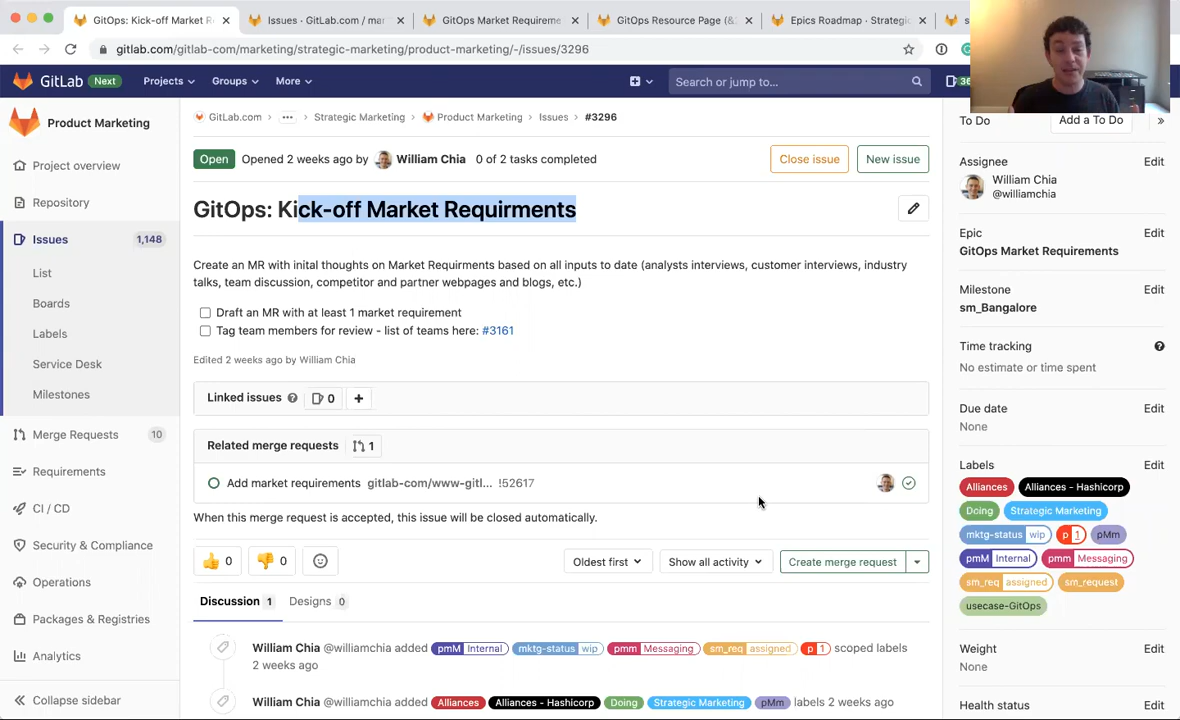 GitOps: Kick-off Market R
Issues · GitLab.com / mar
GitOps Market Requireme
GitOps Resource Page (&
Epics Roadmap · Strategic
gitlab.com/gitlab-com/marketing/strategic-marketing/product-marketing/-/issues/3296
GitLab Next Projects Groups More Search or jump to...
Product Marketing
GitLab.com ... Strategic Marketing Product Marketing Issues #3296
To Do Add a To Do
Project overview
Open Opened 2 weeks ago by William Chia 0 of 2 tasks completed Close issue New issue
Assignee Edit
William Chia
@williamchia
Repository
GitOps: Kick-off Market Requirments
Issues 1,148
Epic Edit
GitOps Market Requirements
List
Create an MR with inital thoughts on Market Requirments based on all inputs to date (analysts interviews, customer interviews, industry
talks, team discussion, competitor and partner webpages and blogs, etc.)
Milestone Edit
sm_Bangalore
Boards
Draft an MR with at least 1 market requirement
Labels
Tag team members for review - list of teams here: #3161
Time tracking
No estimate or time spent
Service Desk
Edited 2 weeks ago by William Chia
Milestones
Linked issues 0
Due date Edit
None
Merge Requests 10
Related merge requests 1
Requirements
Add market requirements gitlab-com/www-gitl... !52617
Labels Edit
Alliances Alliances - Hashicorp
Doing Strategic Marketing
mktg-status wip p 1 pMm
pmM Internal pmm Messaging
sm_req assigned sm_request
usecase-GitOps
CI / CD
When this merge request is accepted, this issue will be closed automatically.
Security & Compliance
0 0 Oldest first Show all activity Create merge request
Operations
Discussion 1 Designs 0
Packages & Registries
William Chia @williamchia added pmM Internal mktg-status wip pmm Messaging sm_req assigned p 1 scoped labels
2 weeks ago
Weight Edit
None
Analytics
Collapse sidebar
William Chia @williamchia added Alliances Alliances - Hashicorp Doing Strategic Marketing pMm labels 2 weeks ago
Health status Edit